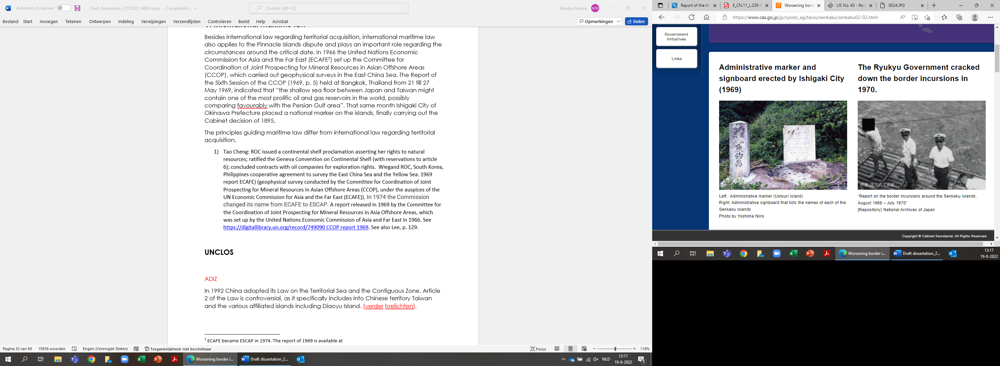 Automatisch opslaan
Draft dissertation_27072022_MBW.docx - Compatibilit...
Zoeken (Alt+Q)
Marijke Westrik
MW
Bestand Start Invoegen Tekenen Ontwerpen Indeling Verwijzingen Verzendlijsten Controleren Beeld Help Acrobat
Opmerkingen
Delen
Besides international law regarding territorial acquisition, international maritime law
also applies to the Pinnacle Islands dispute and plays an important role regarding the
circumstances around the critical date. In 1966 the United Nations Economic
Commission for Asia and the Far East (ECAFE⁷) set up the Committee for
Coordination of Joint Prospecting for Mineral Resources in Asian Offshore Areas
(CCOP), which carried out geophysical surveys in the East China Sea. The Report of
the Sixth Session of the CCOP (1969, p. 5) held at Bangkok, Thailand from 21 till 27
May 1969, indicated that “the shallow sea floor between Japan and Taiwan might
contain one of the most prolific oil and gas reservoirs in the world, possibly
comparing favourably with the Persian Gulf area”. That same month Ishigaki City of
Okinawa Prefecture placed a national marker on the islands, finally carrying out the
Cabinet decision of 1895.
The principles guiding maritime law differ from international law regarding territorial
acquisition.
1) Tao Cheng: ROC issued a continental shelf proclamation asserting her rights to natural
resources; ratified the Geneva Convention on Continental Shelf (with reservations to article
6); concluded contracts with oil companies for exploration rights. Wiegand ROC, South Korea,
Philippines cooperative agreement to survey the East China Sea and the Yellow Sea. 1969
report ECAFE) (geophysical survey conducted by the Committee for Coordination of Joint
Prospecting for Mineral Resources in Asian Offshore Areas (CCOP), under the auspices of the
UN Economic Commission for Asia and the Far East (ECAFE)). In 1974 the Commission
changed its name from ECAFE to ESCAP. A report released in 1969 by the Committee for
the Coordination of Joint Prospecting for Mineral Resources in Asia Offshore Areas, which
was set up by the United Nations Economic Commission of Asia and Far East in 1966. See
https://digitallibrary.un.org/record/749090 CCOP report 1969. See also Lee, p. 129.
UNCLOS
ADIZ
In 1992 China adopted its Law on the Territorial Sea and the Contiguous Zone. Article
2 of the Law is controversial, as it specifically includes into Chinese territory Taiwan
and the various affiliated islands including Diaoyu Island. [verder toelichten].
⁷ ECAFE became ESCAP in 1974. The report of 1969 is available at
Pagina 32 van 69 19938 woorden Engels (Verenigde Staten) Toegankelijkheid: niet beschikbaar
Focus
116%
Worsening border i...
Draft dissertation_2...
NLD
13:17
19-8-2022
3
Report of the 6th
E_CN.11_L.239-E
Worsening bord
LIS No. 43 - Peo
0024.JPG
https://www.cas.go.jp/jp/ryodo_eg/taiou/senkaku/senkaku02-02.html
Government
initiatives
Links
Administrative marker and
signboard erected by Ishigaki City
(1969)
八重山
尖閣群島
魚釣島
Left : Administrative marker (Uotsuri Island)
Right: Administrative signboard that lists the names of each of the
Senkaku Islands
Photo by Yoshima Niiro
The Ryukyu Government cracked
down the border incursions in
1970.
所蔵:国立公文書館
“Report on the border incursions around the Senkaku Islands,
August 1968 – July 1970”
[Repositoiry] National Archives of Japan
Copyright © Cabinet Secretariat. All Rights Reserved.
Worsening border i...
Draft dissertation_2...
13:17
19-8-2022